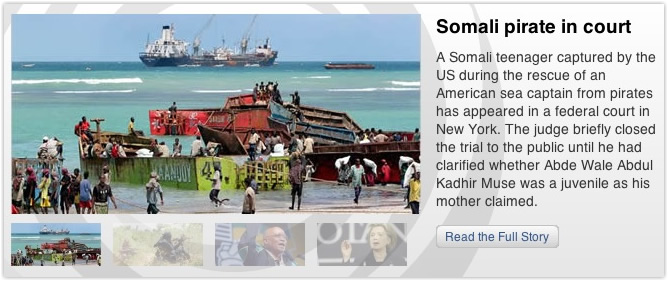 Somali pirate in court
A Somali teenager captured by the
US during the rescue of an
American sea captain from pirates
has appeared in a federal court in
New York. The judge briefly closed
the trial to the public until he had
clarified whether Abde Wale Abdul
Kadhir Muse was a juvenile as his
mother claimed.
Read the Full Story